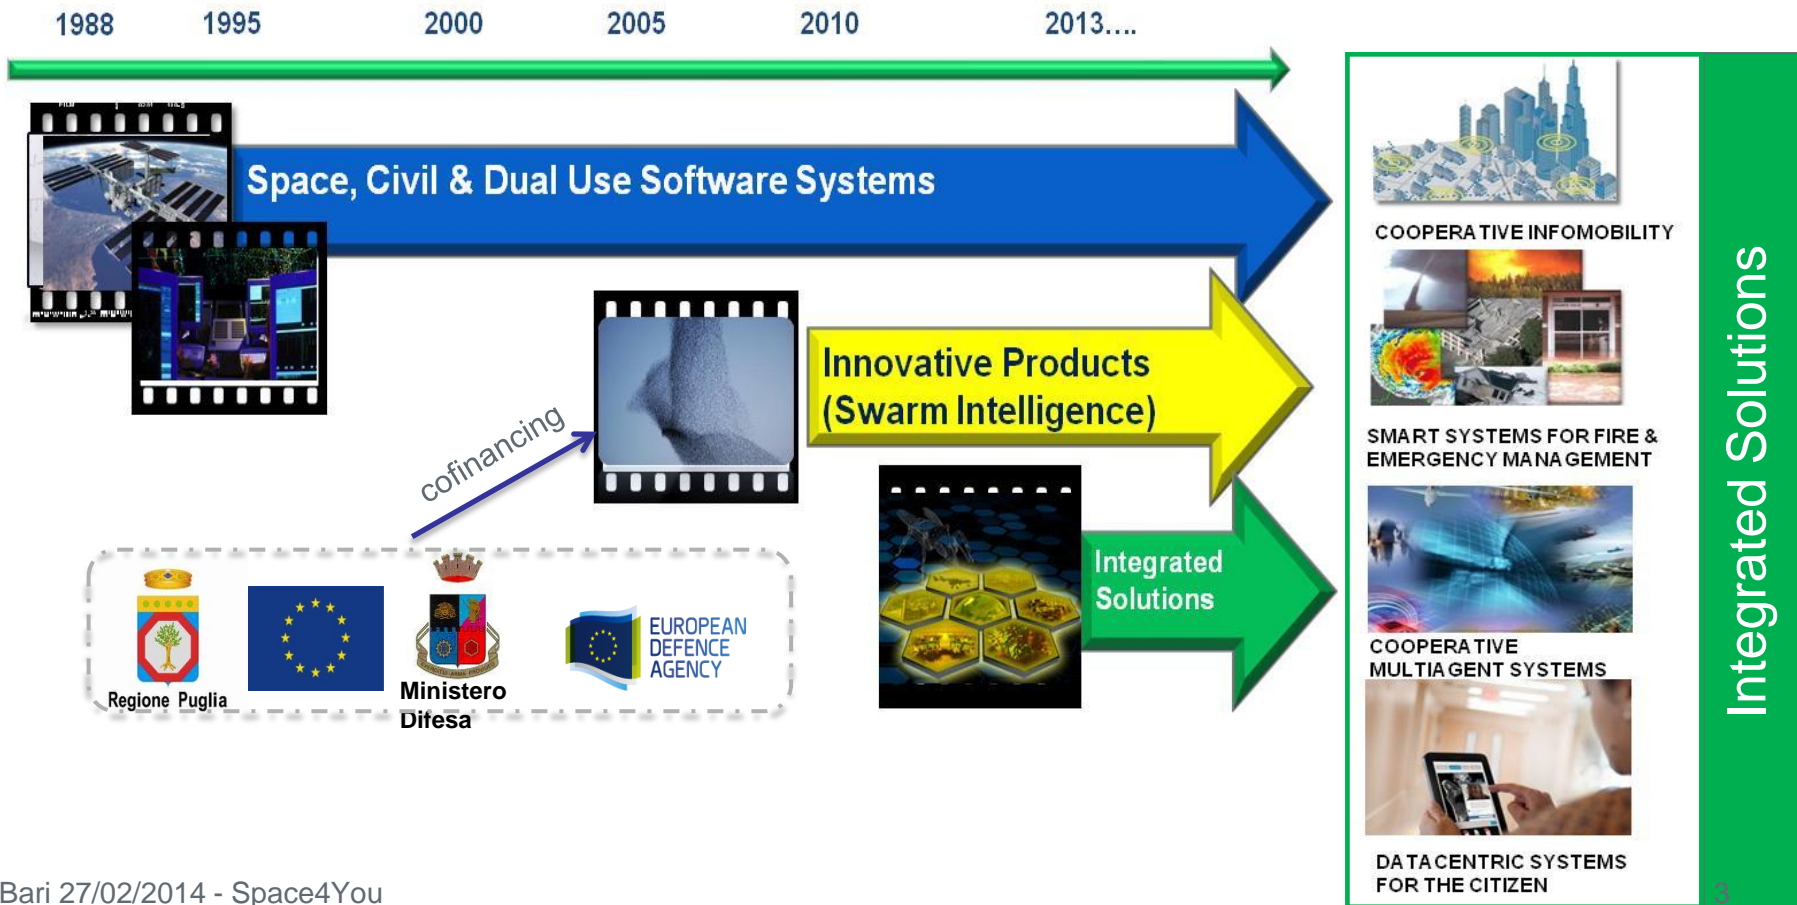 1988 1995 2000 2005 2010 2013....
Space, Civil & Dual Use Software Systems
Innovative Products
(Swarm Intelligence)
cofinancing
Integrated
Solutions
Regione Puglia
Ministero
Difesa
EUROPEAN
DEFENCE
AGENCY
COOPERATIVE INFOMOBILITY
SMART SYSTEMS FOR FIRE &
EMERGENCY MANAGEMENT
COOPERATIVE
MULTIAGENT SYSTEMS
DATACENTRIC SYSTEMS
FOR THE CITIZEN
Integrated Solutions
Bari 27/02/2014 - Space4You
3